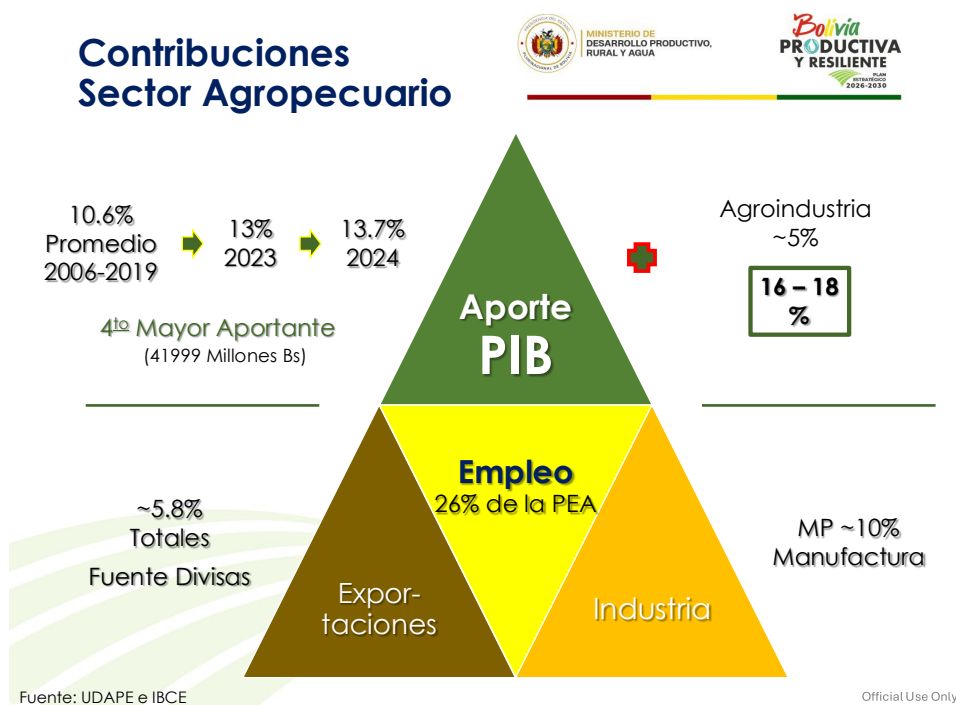 Contribuciones
Sector Agropecuario
MINISTERIO DE
DESARROLLO PRODUCTIVO,
RURAL Y AGUA
Bolivia
PRODUCTIVA
Y RESILIENTE
PLAN
ESTRATÉGICO
2026-2030
10.6%
Promedio
2006-2019
13%
2023
13.7%
2024
4to Mayor Aportante
(41999 Millones Bs)
Agroindustria
~5%
16 – 18
%
Aporte
PIB
Empleo
26% de la PEA
~5.8%
Totales
Fuente Divisas
Expor-
taciones
Industria
MP ~10%
Manufactura
Fuente: UDAPE e IBCE
Official Use Only